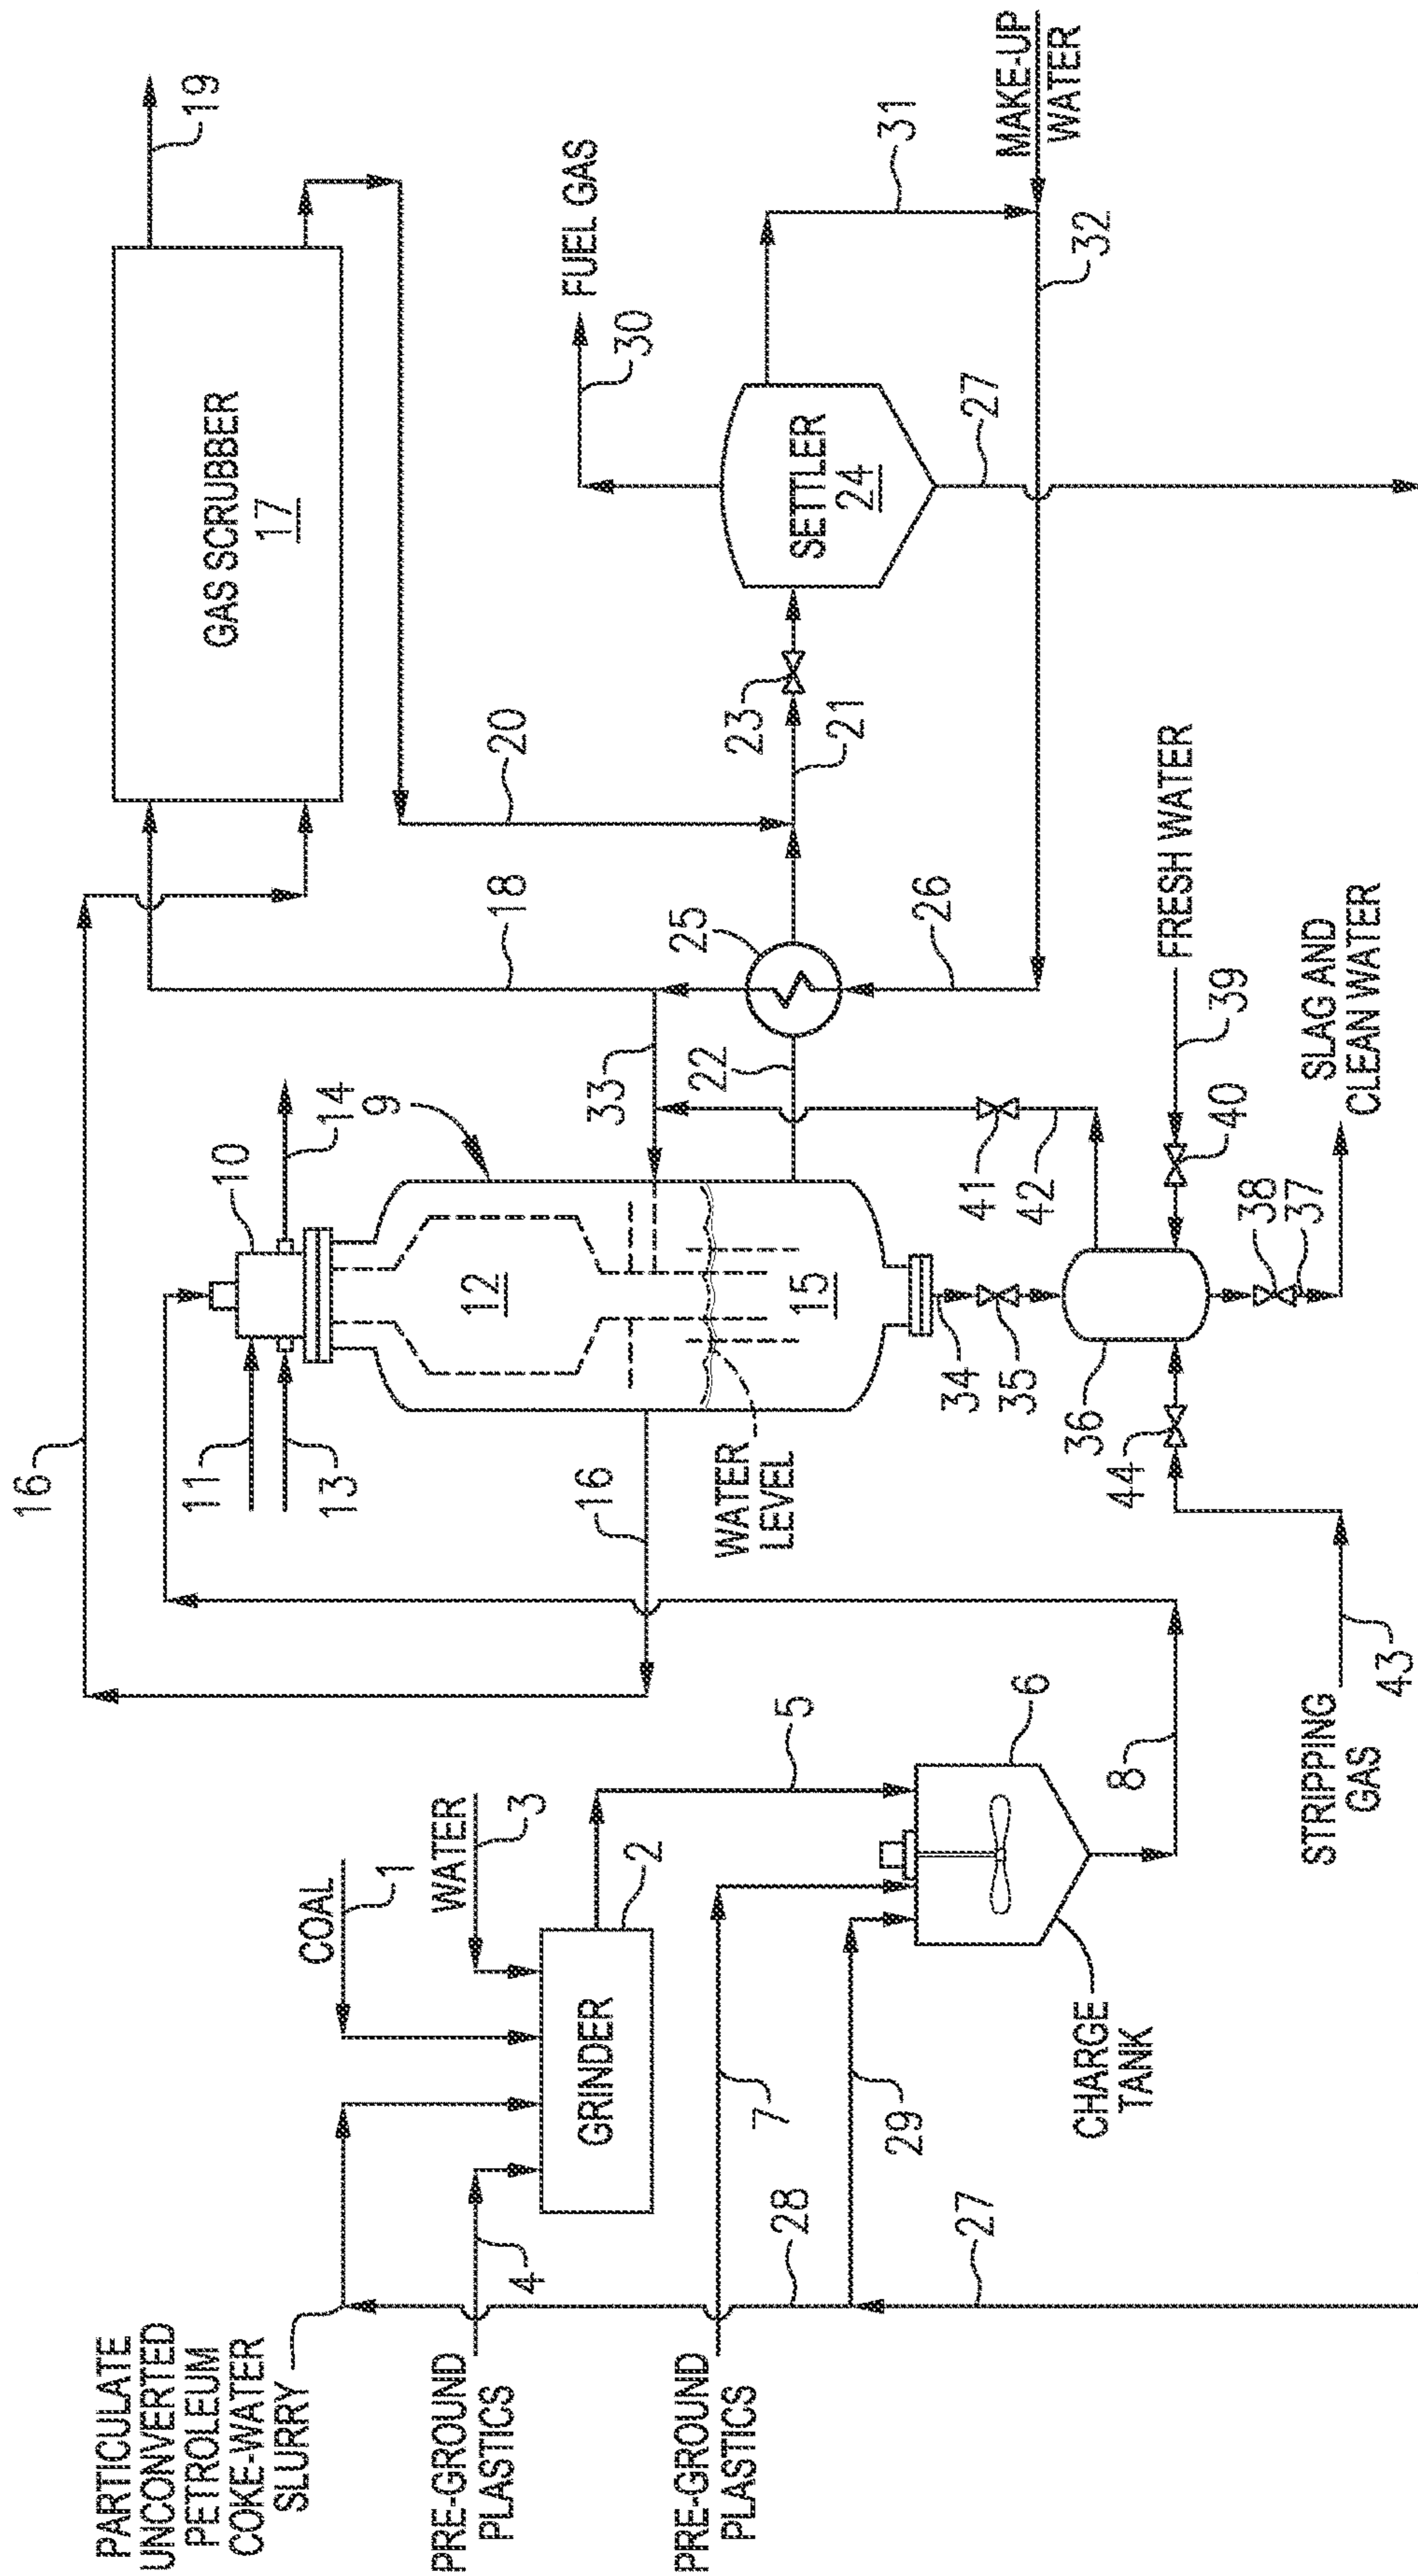 PARTICULATE
UNCONVERTED
PETROLEUM
COKE-WATER
SLURRY
PRE-GROUND
PLASTICS
PRE-GROUND
PLASTICS
COAL
1
WATER
3
4
GRINDER
2
5
7
28
29
27
6
CHARGE
TANK
8
16
16
11
13
10
14
9
12
15
WATER
LEVEL
33
22
25
18
20
26
GAS SCRUBBER
17
19
21
23
SETTLER
24
FUEL GAS
30
31
MAKE-UP
WATER
32
27
34
35
36
41
42
FRESH WATER
39
40
38
37
SLAG AND
CLEAN WATER
44
STRIPPING
GAS
43